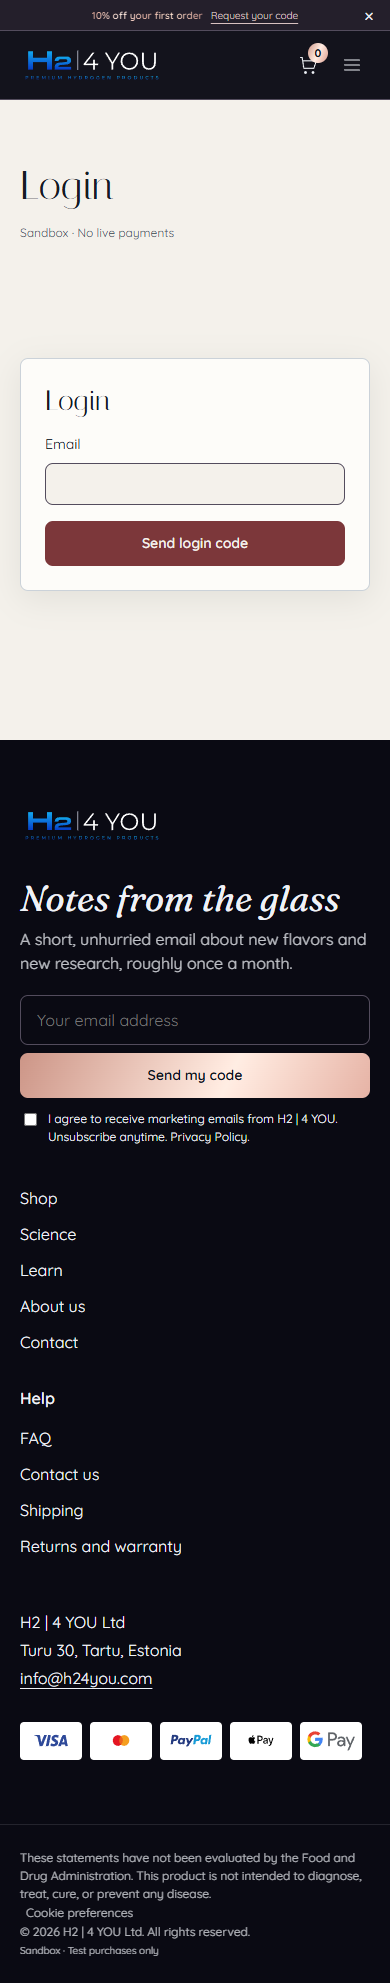 10% off your first order Request your code ×
H2 | 4 YOU
PREMIUM HYDROGEN PRODUCTS
0
Login
Sandbox · No live payments
Login
Email
Send login code
H2 | 4 YOU
PREMIUM HYDROGEN PRODUCTS
Notes from the glass
A short, unhurried email about new flavors and
new research, roughly once a month.
Your email address
Send my code
I agree to receive marketing emails from H2 | 4 YOU.
Unsubscribe anytime. Privacy Policy.
Shop
Science
Learn
About us
Contact
Help
FAQ
Contact us
Shipping
Returns and warranty
H2 | 4 YOU Ltd
Turu 30, Tartu, Estonia
info@h24you.com
VISA PayPal Pay G Pay
These statements have not been evaluated by the Food and
Drug Administration. This product is not intended to diagnose,
treat, cure, or prevent any disease.
Cookie preferences
© 2026 H2 | 4 YOU Ltd. All rights reserved.
Sandbox · Test purchases only